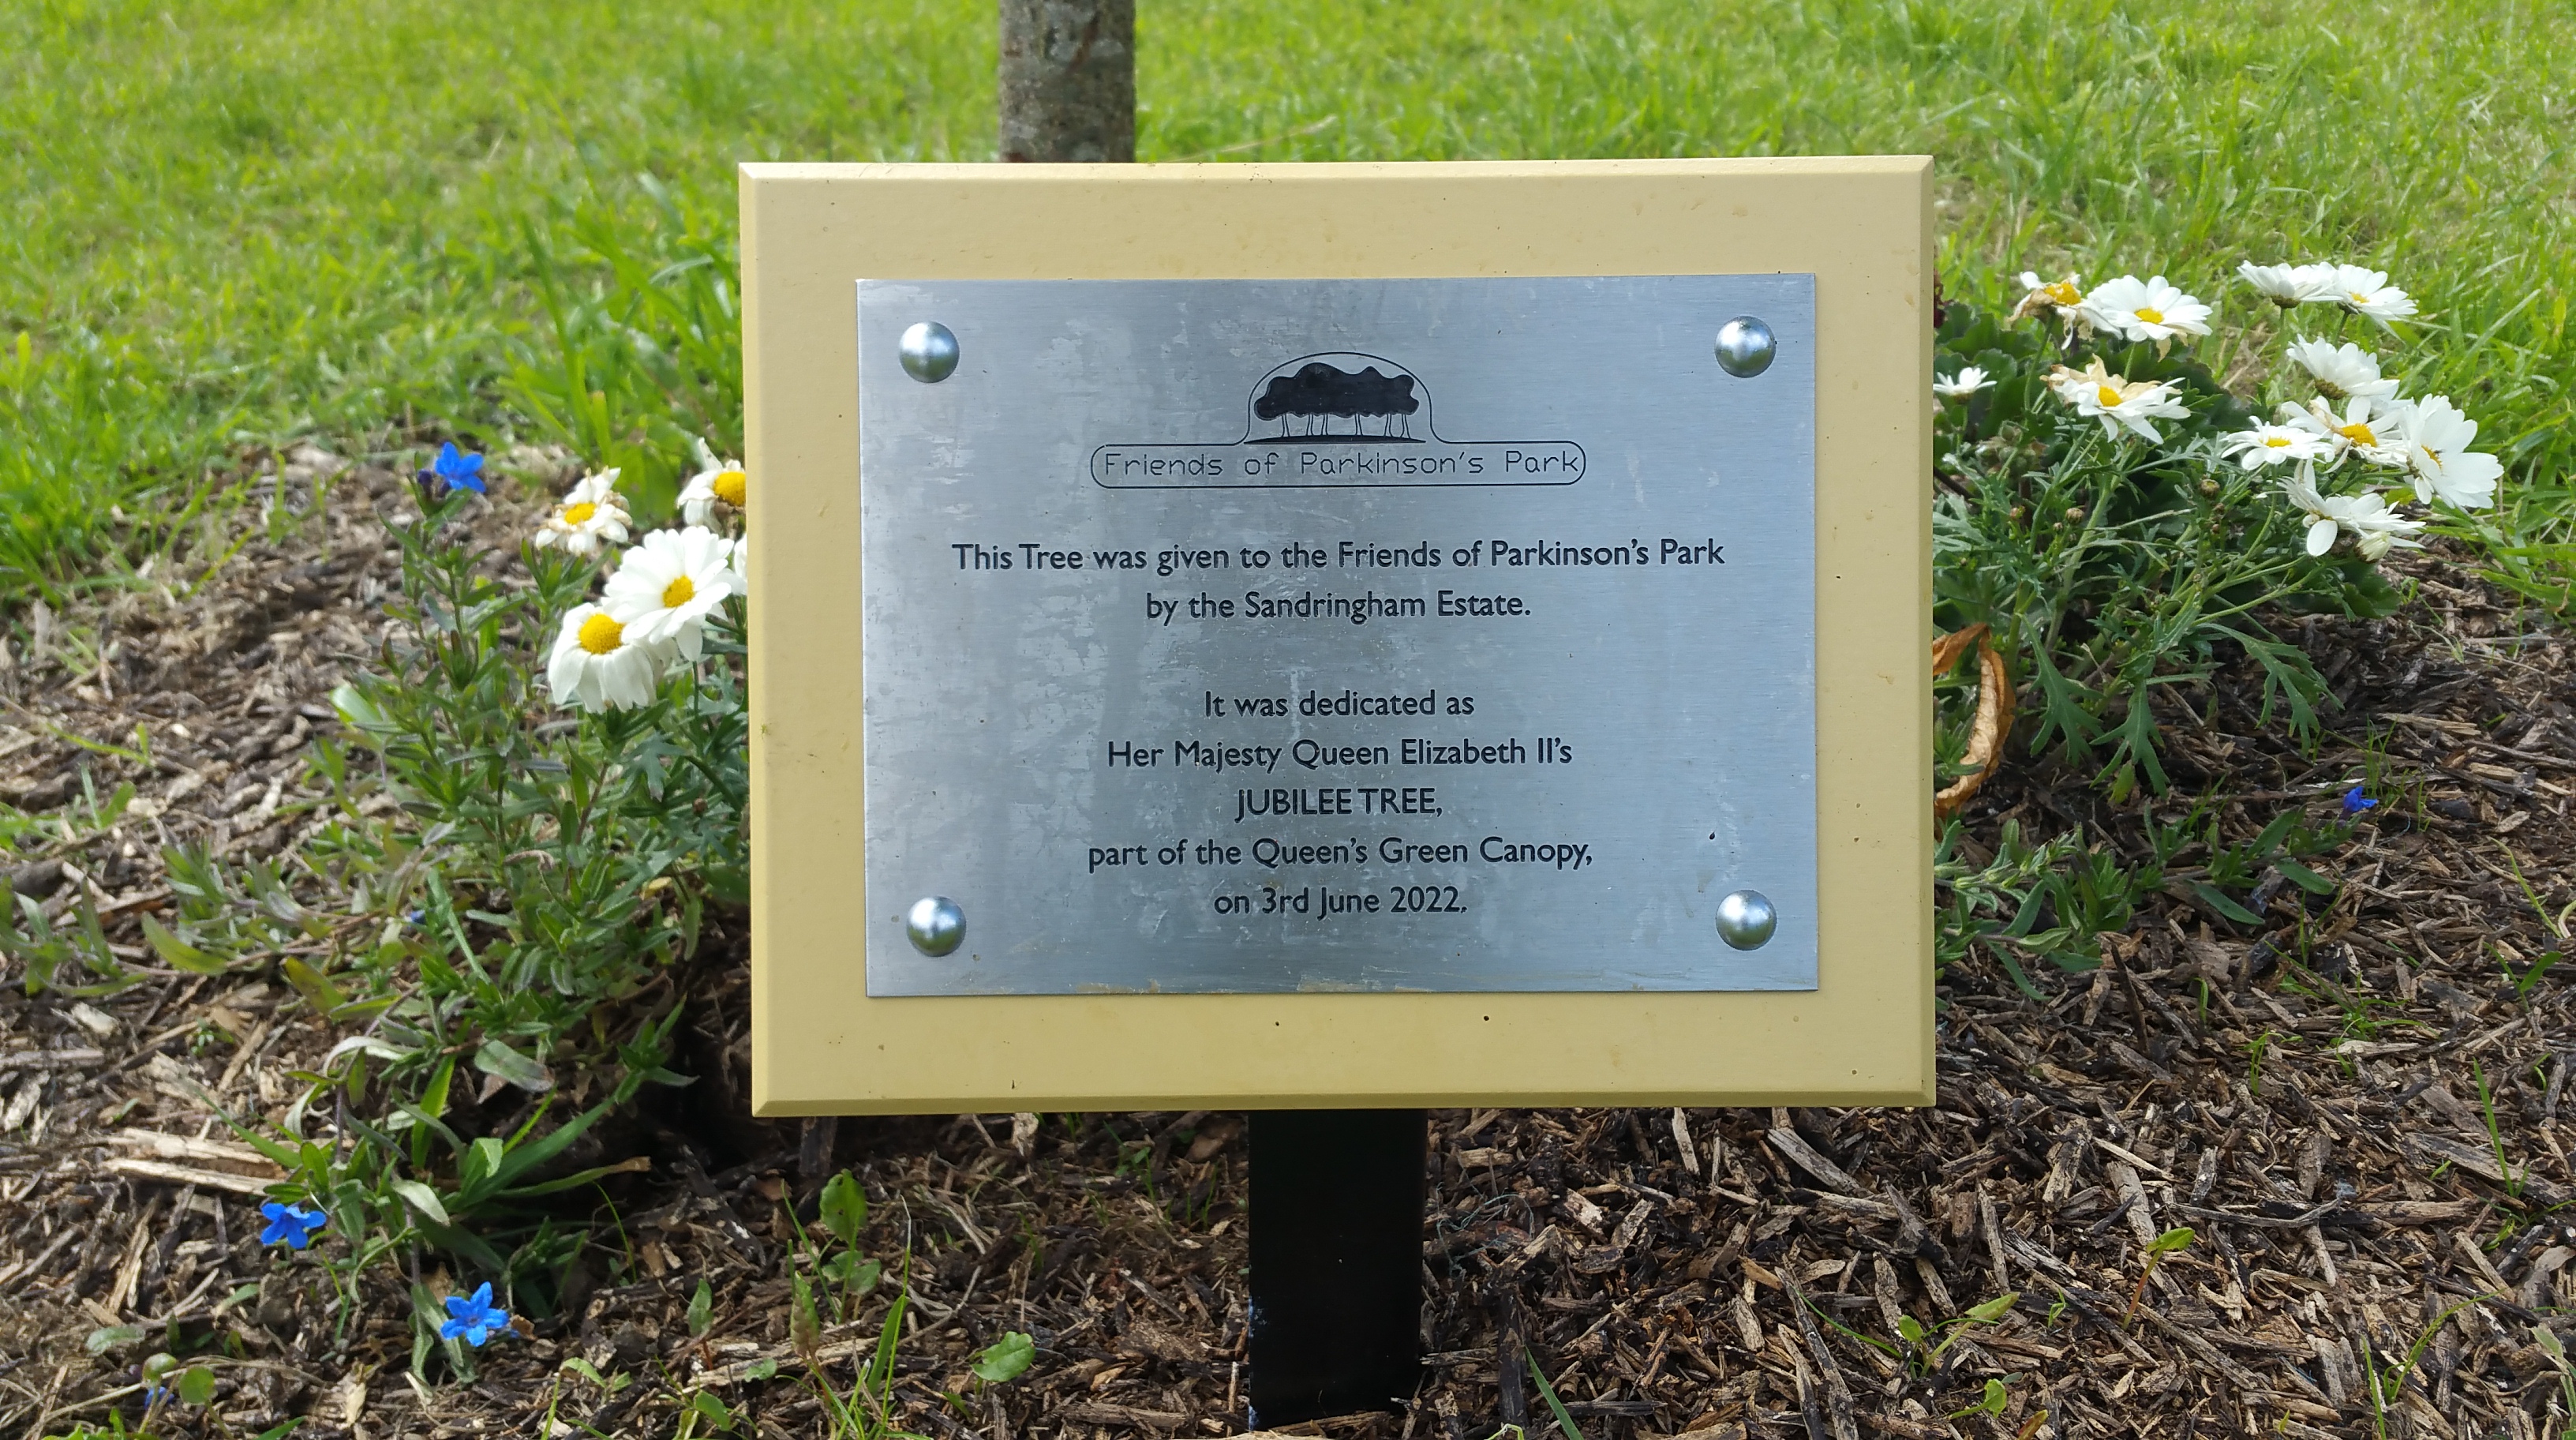 Friends of Parkinson's Park
This Tree was given to the Friends of Parkinson's Park
by the Sandringham Estate.
It was dedicated as
Her Majesty Queen Elizabeth II's
JUBILEE TREE,
part of the Queen's Green Canopy,
on 3rd June 2022.